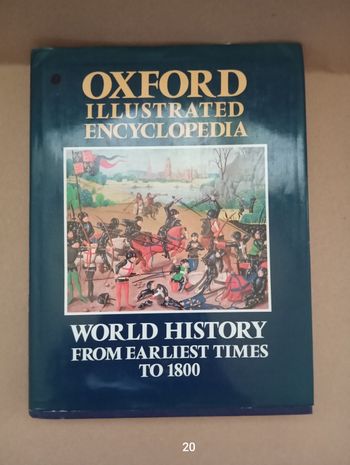 OXFORD
ILLUSTRATED
ENCYCLOPEDIA
WORLD HISTORY
FROM EARLIEST TIMES
TO 1800
20